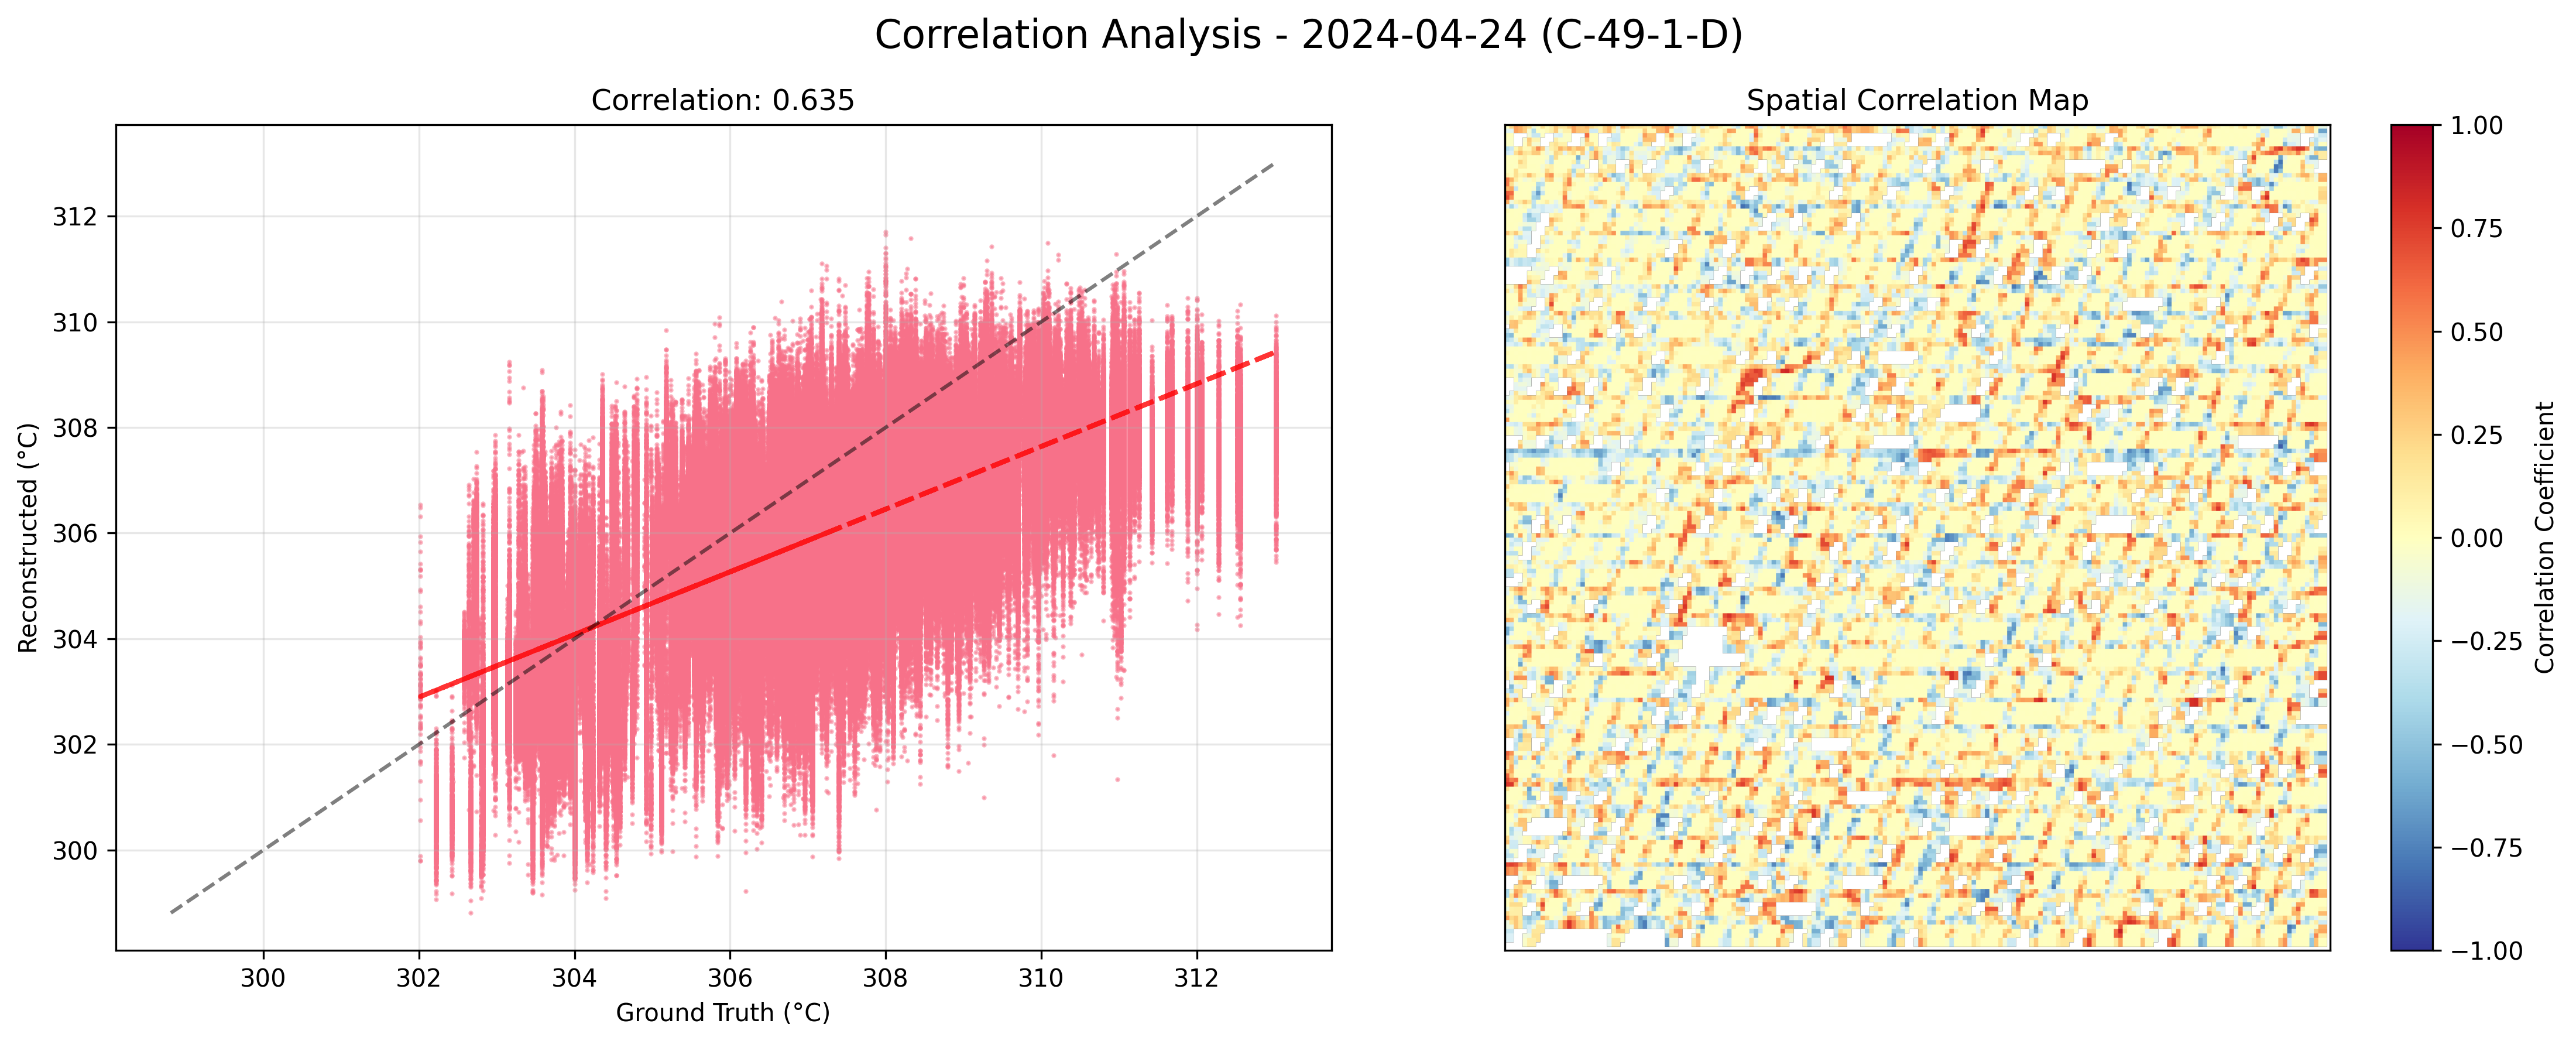 Correlation Analysis - 2024-04-24 (C-49-1-D)
Correlation: 0.635
312
310
308
306
304
302
300
Reconstructed (°C)
300 302 304 306 308 310 312
Ground Truth (°C)
Spatial Correlation Map
1.00
0.75
0.50
0.25
0.00
−0.25
−0.50
−0.75
−1.00
Correlation Coefficient